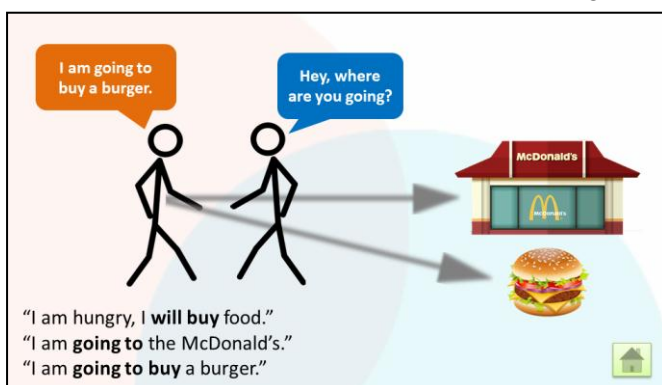 I am going to
buy a burger.
Hey, where
are you going?
McDonald's
McDonald's
"I am hungry, I will buy food."
"I am going to the McDonald's."
"I am going to buy a burger."